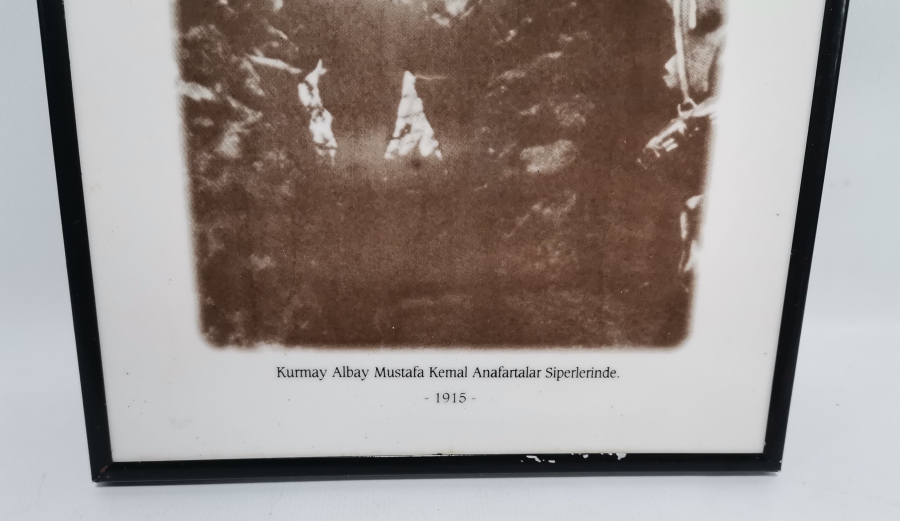 Kurmay Albay Mustafa Kemal Anafartalar Siperlerinde.
- 1915 -